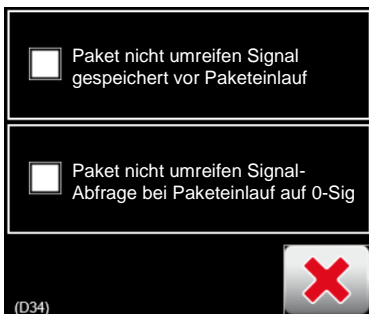 Paket nicht umreifen Signal
gespeichert vor Paketeinlauf
Paket nicht umreifen Signal-
Abfrage bei Paketeinlauf auf 0-Sig
(D34)